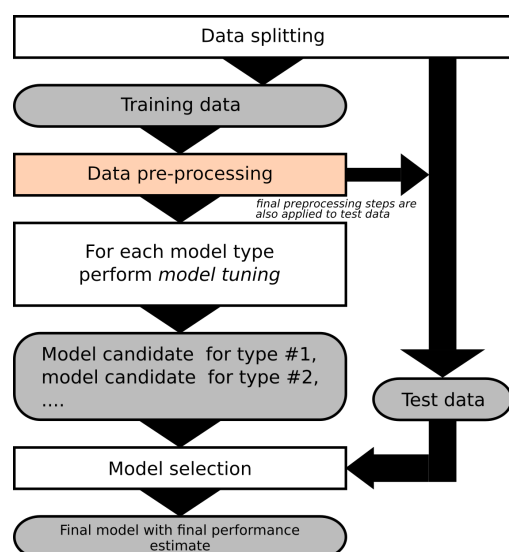 Data splitting
Training data
Data pre-processing
final preprocessing steps are
also applied to test data
For each model type
perform model tuning
Model candidate  for type #1,
model candidate  for type #2,
....
Test data
Model selection
Final model with final performance
estimate